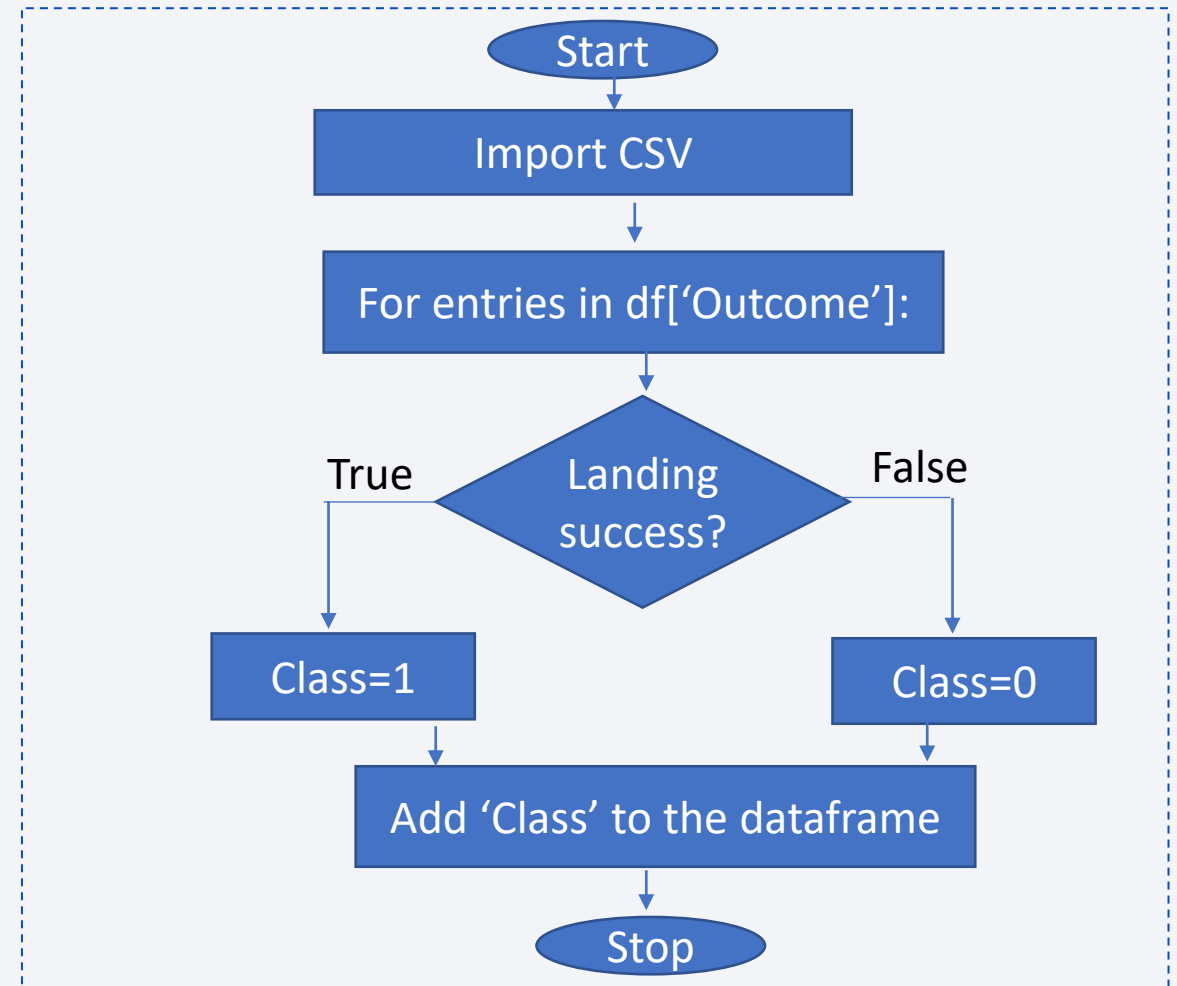 Start
Import CSV
For entries in df[‘Outcome’]:
True
Landing
success?
False
Class=1
Class=0
Add ‘Class’ to the dataframe
Stop